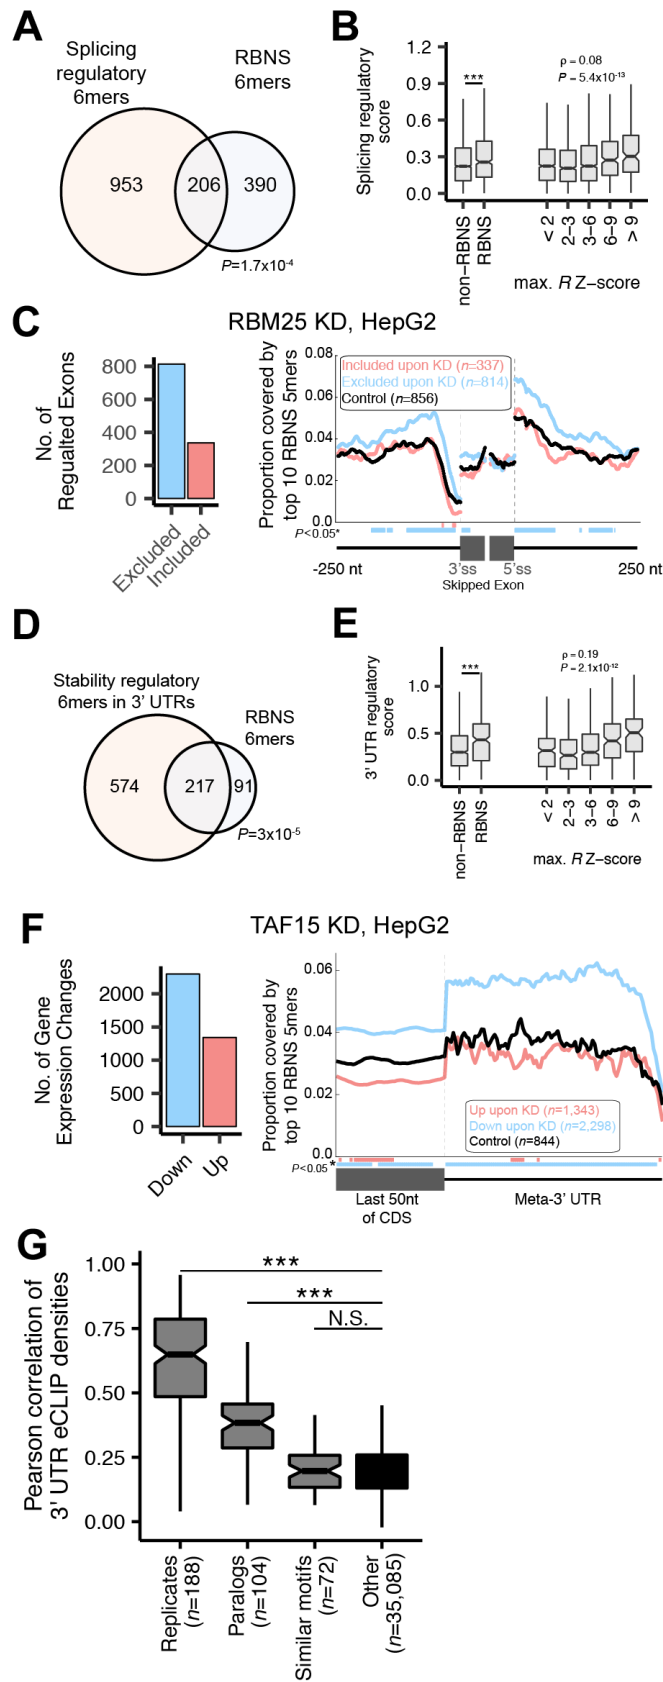 A
Splicing
regulatory
6mers
RBNS
6mers
953
206
390
P=1.7x10-4
B
Splicing regulatory
score
1.2
0.9
0.6
0.3
0.0
***
ρ = 0.08
P = 5.4x10-13
non-RBNS
RBNS
< 2
2-3
3-6
6-9
> 9
max. R Z-score
C
RBM25 KD, HepG2
No. of
Regualted Exons
800
600
400
200
0
Excluded
Included
Proportion covered by
top 10 RBNS 5mers
0.08
0.06
0.04
0.02
0.0
Included upon KD (n=337)
Excluded upon KD (n=814)
Control (n=856)
P<0.05*
-250 nt
3'ss
5'ss
250 nt
Skipped Exon
D
Stability regulatory
6mers in 3' UTRs
RBNS
6mers
574
217
91
P=3x10-5
E
3' UTR regulatory
score
1.0
0.5
0.0
***
ρ = 0.19
P = 2.1x10-12
non-RBNS
RBNS
< 2
2-3
3-6
6-9
> 9
max. R Z-score
F
TAF15 KD, HepG2
No. of Gene
Expression Changes
2000
1500
1000
500
0
Down
Up
Proportion covered by
top 10 RBNS 5mers
0.06
0.04
0.02
0.0
Up upon KD (n=1,343)
Down upon KD (n=2,298)
Control (n=844)
P<0.05 *
Last 50nt
of CDS
Meta-3' UTR
G
Pearson correlation of
3' UTR eCLIP densities
1.00
0.75
0.50
0.25
0.00
***
***
N.S.
Replicates
(n=188)
Paralogs
(n=104)
Similar motifs
(n=72)
Other
(n=35,085)